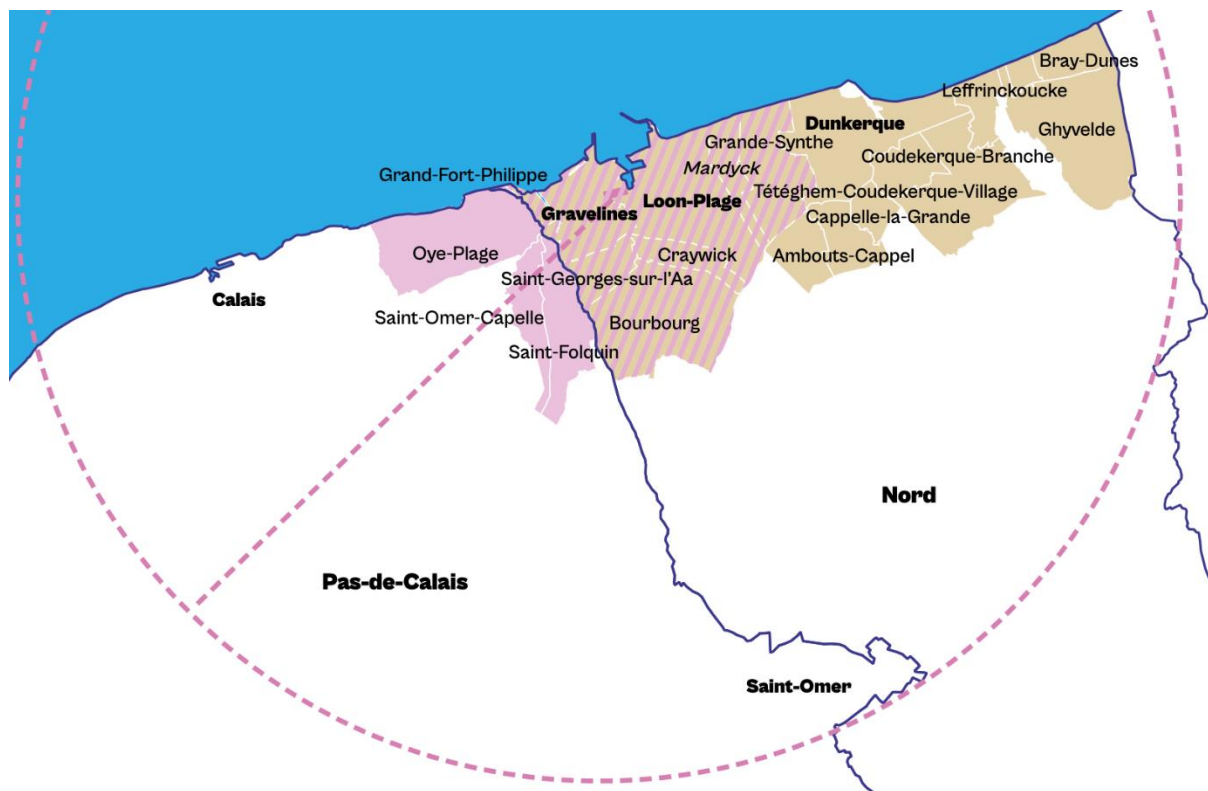 Bray-Dunes
Leffrinckoucke
Dunkerque
Ghyvelde
Grande-Synthe
Coudekerque-Branche
Mardyck
Grand-Fort-Philippe
Tétéghem-Coudekerque-Village
Loon-Plage
Gravelines
Cappelle-la-Grande
Oye-Plage
Craywick
Ambouts-Cappel
Saint-Georges-sur-l'Aa
Calais
Saint-Omer-Capelle
Bourbourg
Saint-Folquin
Nord
Pas-de-Calais
Saint-Omer